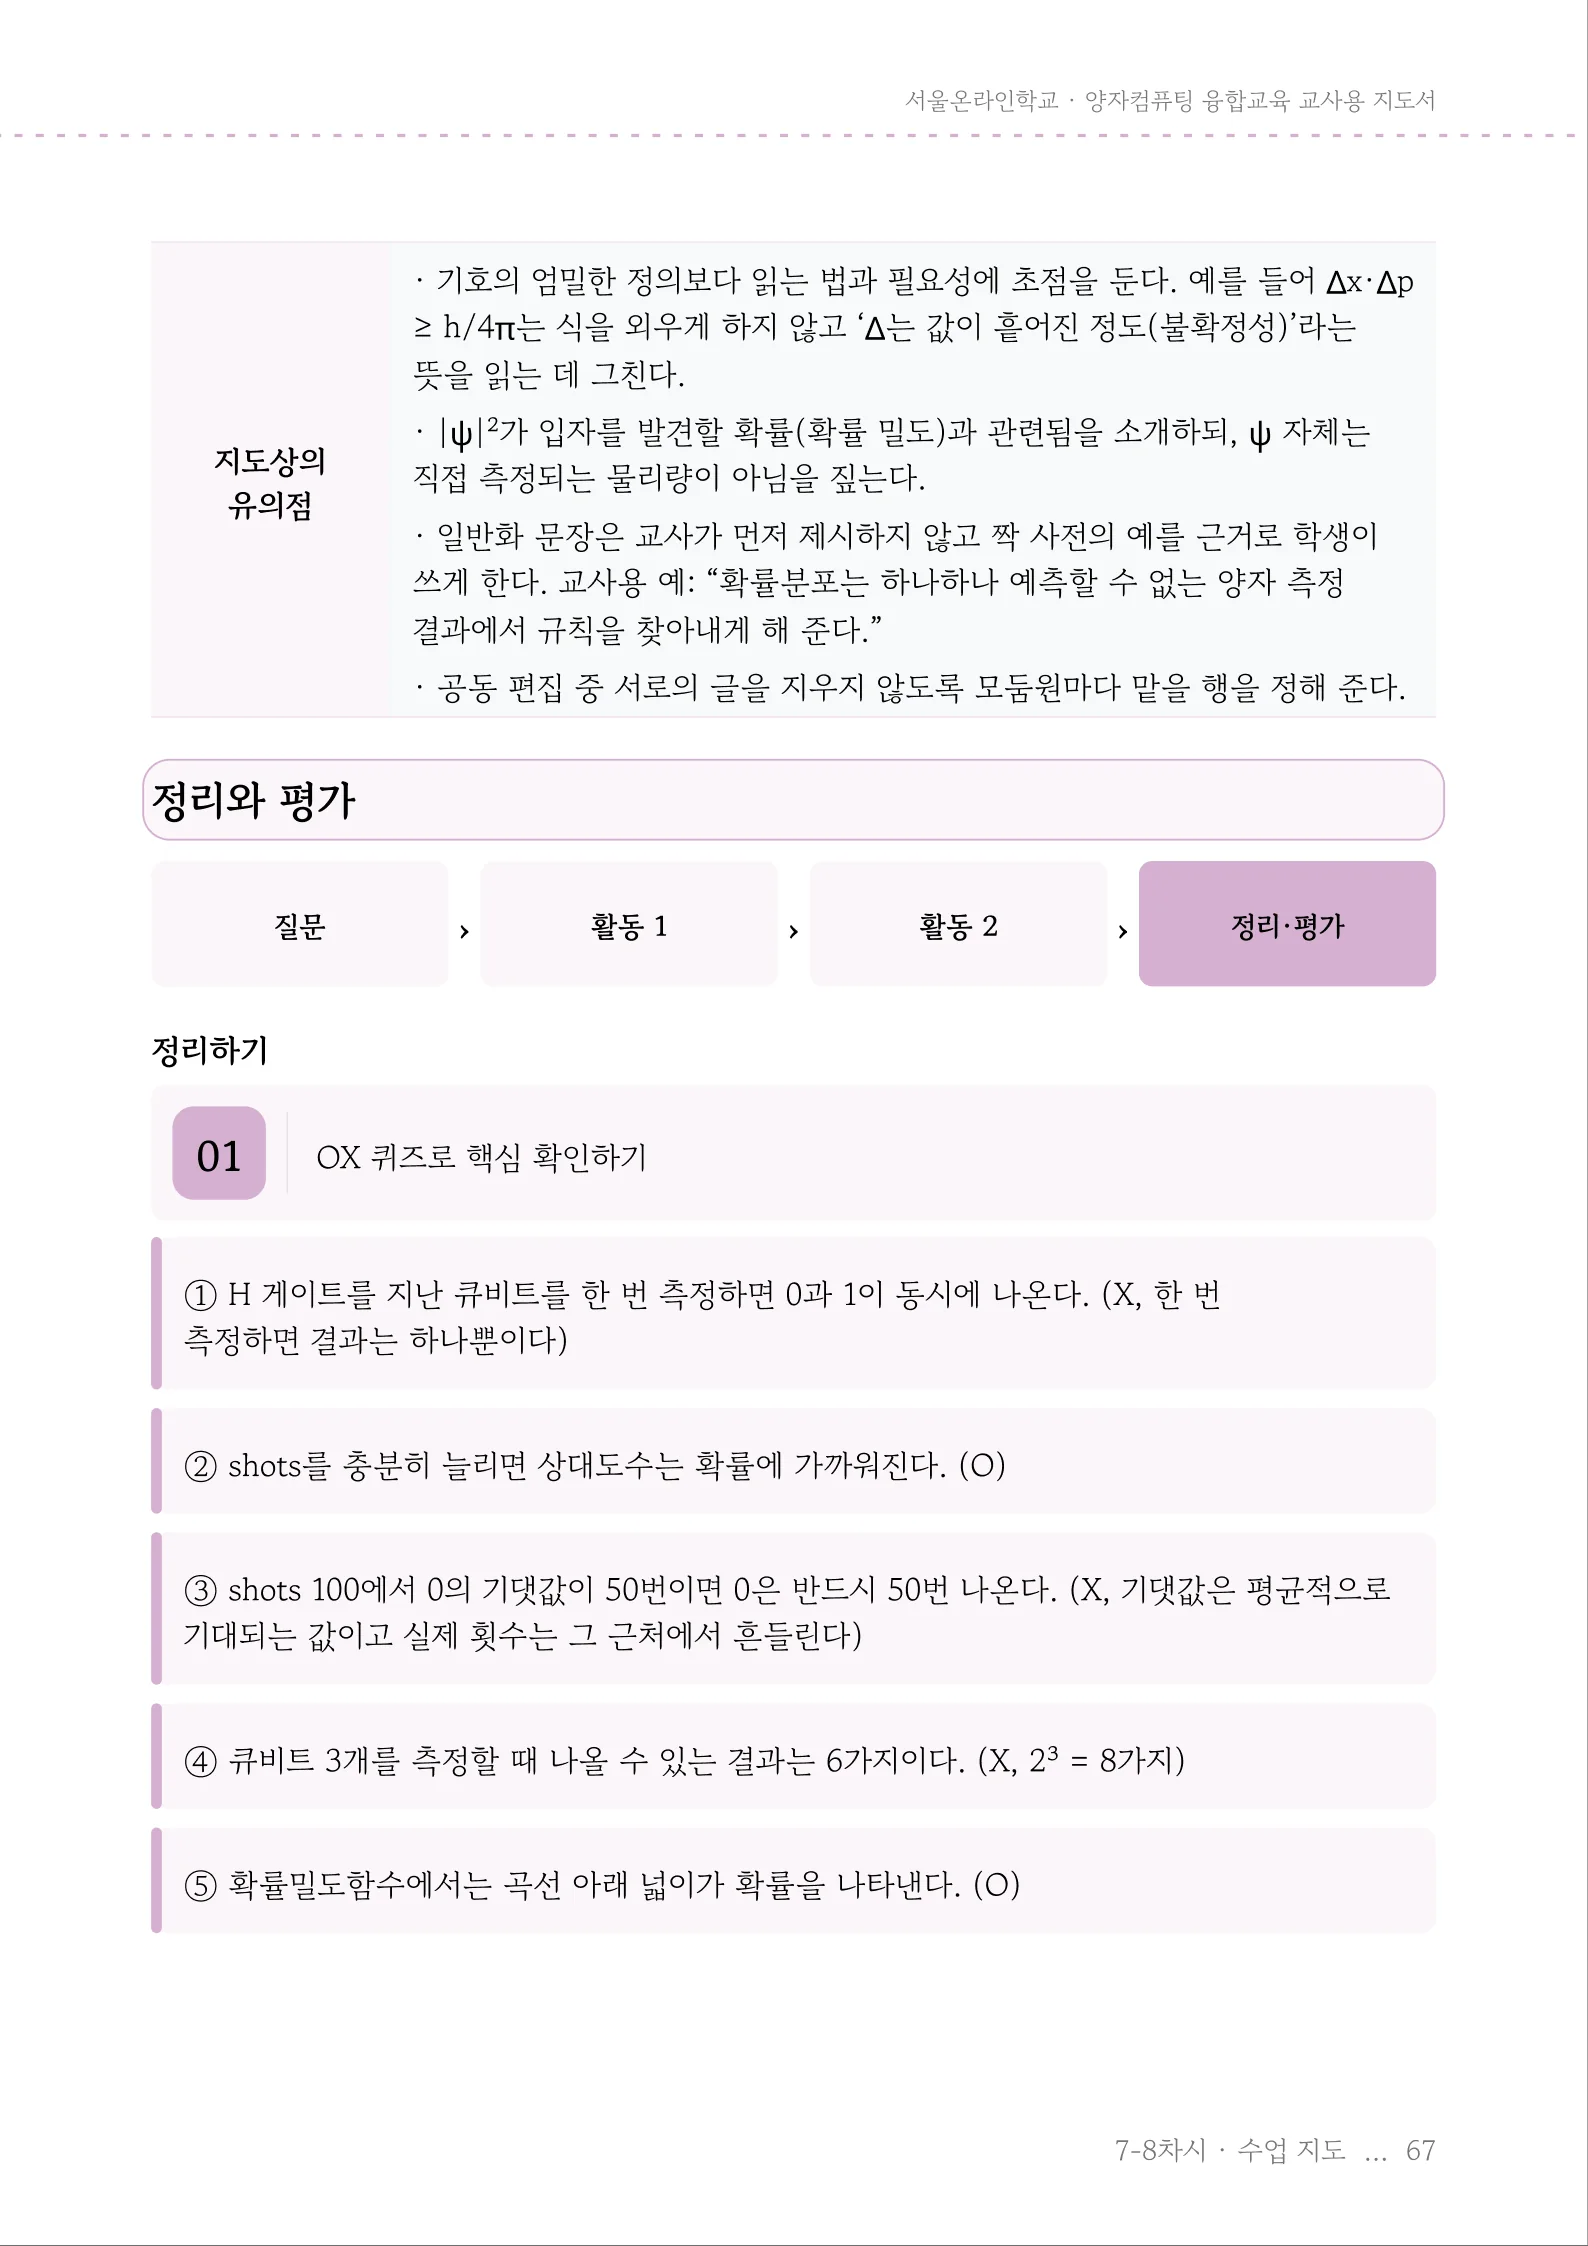 서울온라인학교 · 양자컴퓨팅 융합교육 교사용 지도서
지도상의
유의점
· 기호의 엄밀한 정의보다 읽는 법과 필요성에 초점을 둔다. 예를 들어 Δx·Δp
≥ h/4π는 식을 외우게 하지 않고 ‘Δ는 값이 흩어진 정도(불확정성)’라는
뜻을 읽는 데 그친다.
· |ψ|²가 입자를 발견할 확률(확률 밀도)과 관련됨을 소개하되, ψ 자체는
직접 측정되는 물리량이 아님을 짚는다.
· 일반화 문장은 교사가 먼저 제시하지 않고 짝 사전의 예를 근거로 학생이
쓰게 한다. 교사용 예: “확률분포는 하나하나 예측할 수 없는 양자 측정
결과에서 규칙을 찾아내게 해 준다.”
· 공동 편집 중 서로의 글을 지우지 않도록 모둠원마다 맡을 행을 정해 준다.
정리와 평가
질문 › 활동 1 › 활동 2 › 정리·평가
정리하기
01 OX 퀴즈로 핵심 확인하기
① H 게이트를 지난 큐비트를 한 번 측정하면 0과 1이 동시에 나온다. (X, 한 번
측정하면 결과는 하나뿐이다)
② shots를 충분히 늘리면 상대도수는 확률에 가까워진다. (O)
③ shots 100에서 0의 기댓값이 50번이면 0은 반드시 50번 나온다. (X, 기댓값은 평균적으로
기대되는 값이고 실제 횟수는 그 근처에서 흔들린다)
④ 큐비트 3개를 측정할 때 나올 수 있는 결과는 6가지이다. (X, 2³ = 8가지)
⑤ 확률밀도함수에서는 곡선 아래 넓이가 확률을 나타낸다. (O)
7-8차시 · 수업 지도 ... 67